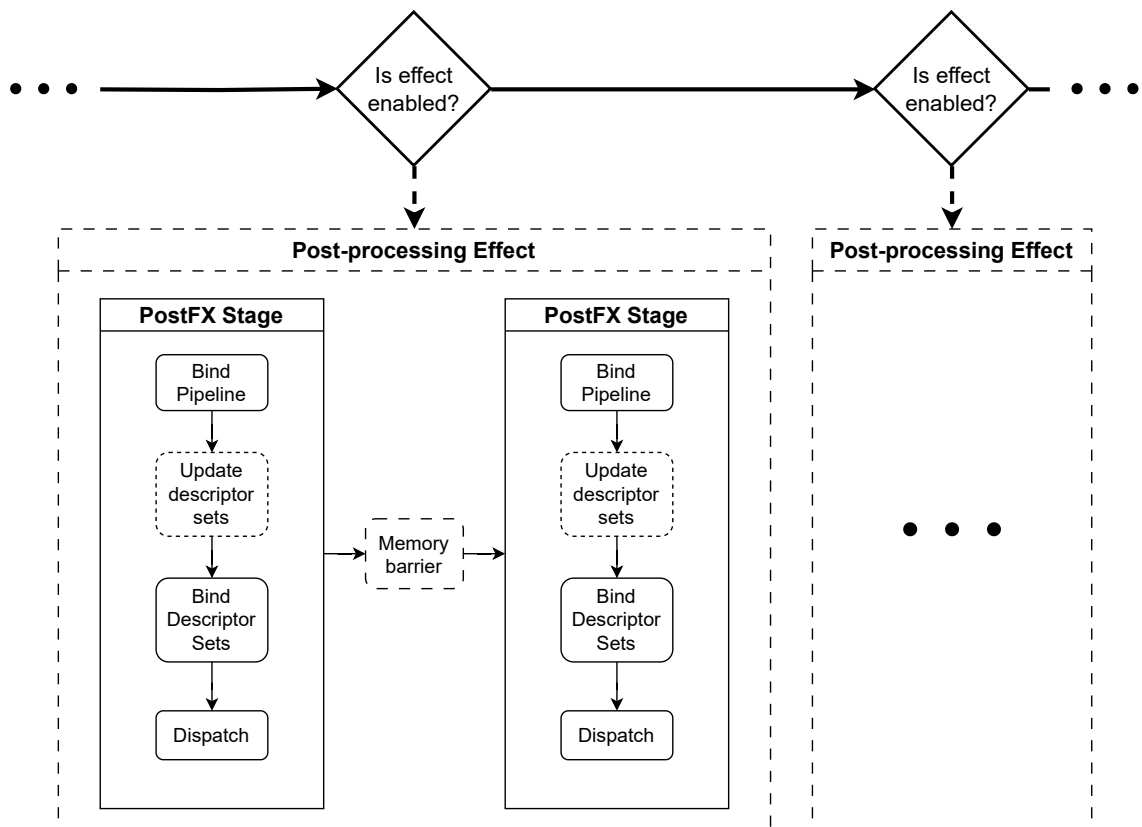 Is effect
enabled?
Is effect
enabled?
Post-processing Effect
Post-processing Effect
PostFX Stage
Bind
Pipeline
Update
descriptor
sets
Bind
Descriptor
Sets
Dispatch
Memory
barrier
PostFX Stage
Bind
Pipeline
Update
descriptor
sets
Bind
Descriptor
Sets
Dispatch